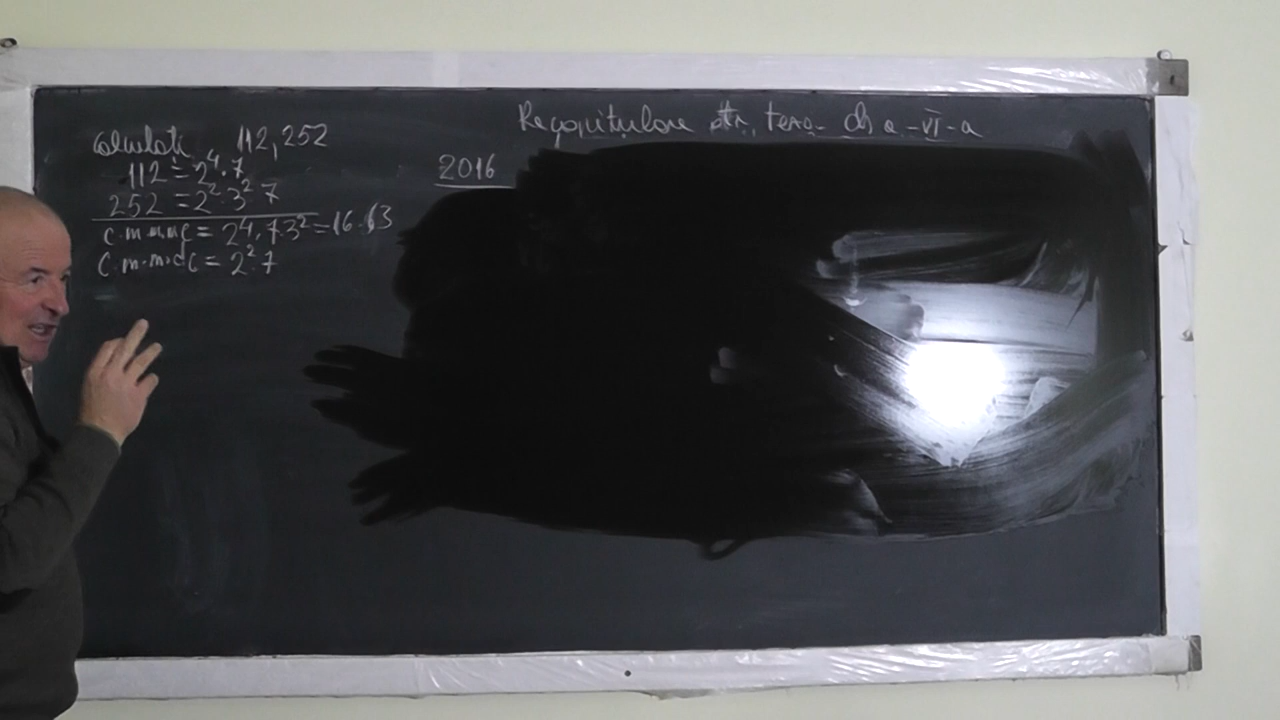 Recapitulare ptr. teza cls a-VI-a
Calculati 112,252
112 = 2⁴·7
252 = 2²·3²·7
c.m.m.m.c = 2⁴·7·3² = 16·63
c.m.m.d.c = 2²·7
2016